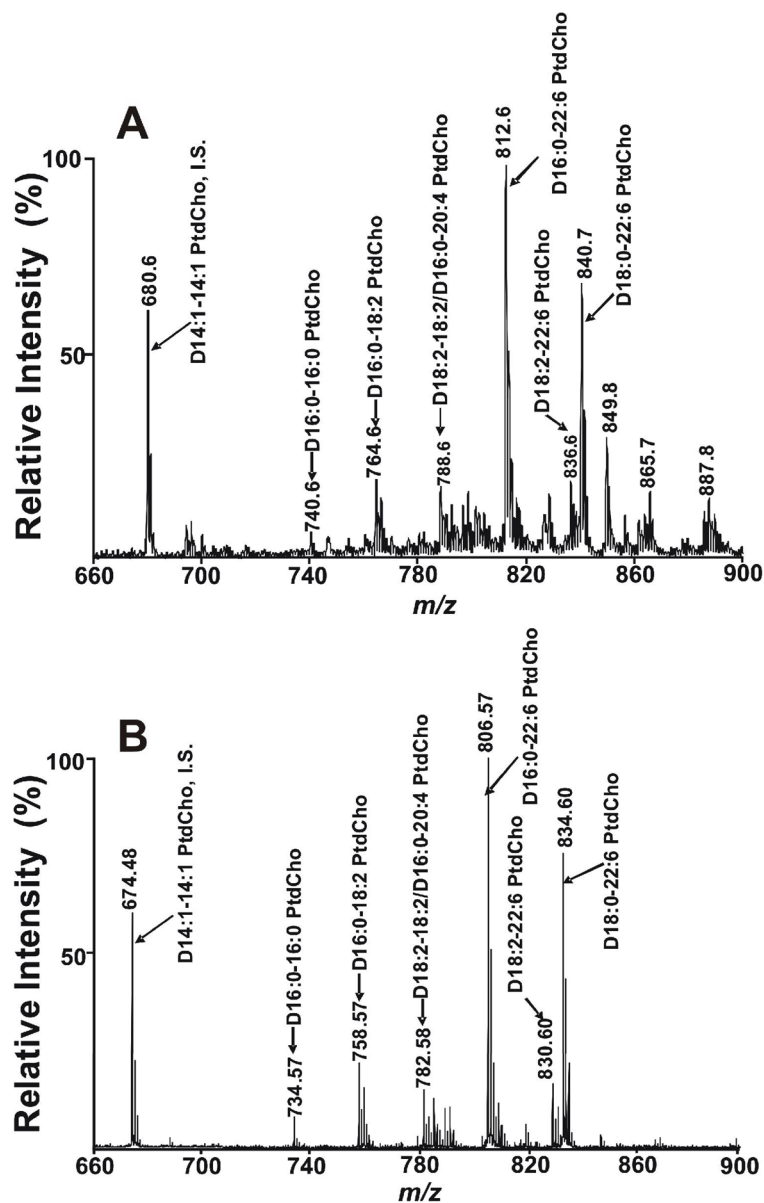 A
Relative Intensity (%)
100
50
680.6
D14:1-14:1 PtdCho, I.S.
740.6
D16:0-16:0 PtdCho
764.6
D16:0-18:2 PtdCho
788.6
D18:2-18:2/D16:0-20:4 PtdCho
812.6
D16:0-22:6 PtdCho
D18:2-22:6 PtdCho
836.6
840.7
D18:0-22:6 PtdCho
849.8
865.7
887.8
660 700 740 780 820 860 900
m/z
B
Relative Intensity (%)
100
50
674.48
D14:1-14:1 PtdCho, I.S.
734.57
D16:0-16:0 PtdCho
758.57
D16:0-18:2 PtdCho
782.58
D18:2-18:2/D16:0-20:4 PtdCho
806.57
D16:0-22:6 PtdCho
D18:2-22:6 PtdCho
830.60
834.60
D18:0-22:6 PtdCho
660 700 740 780 820 860 900
m/z